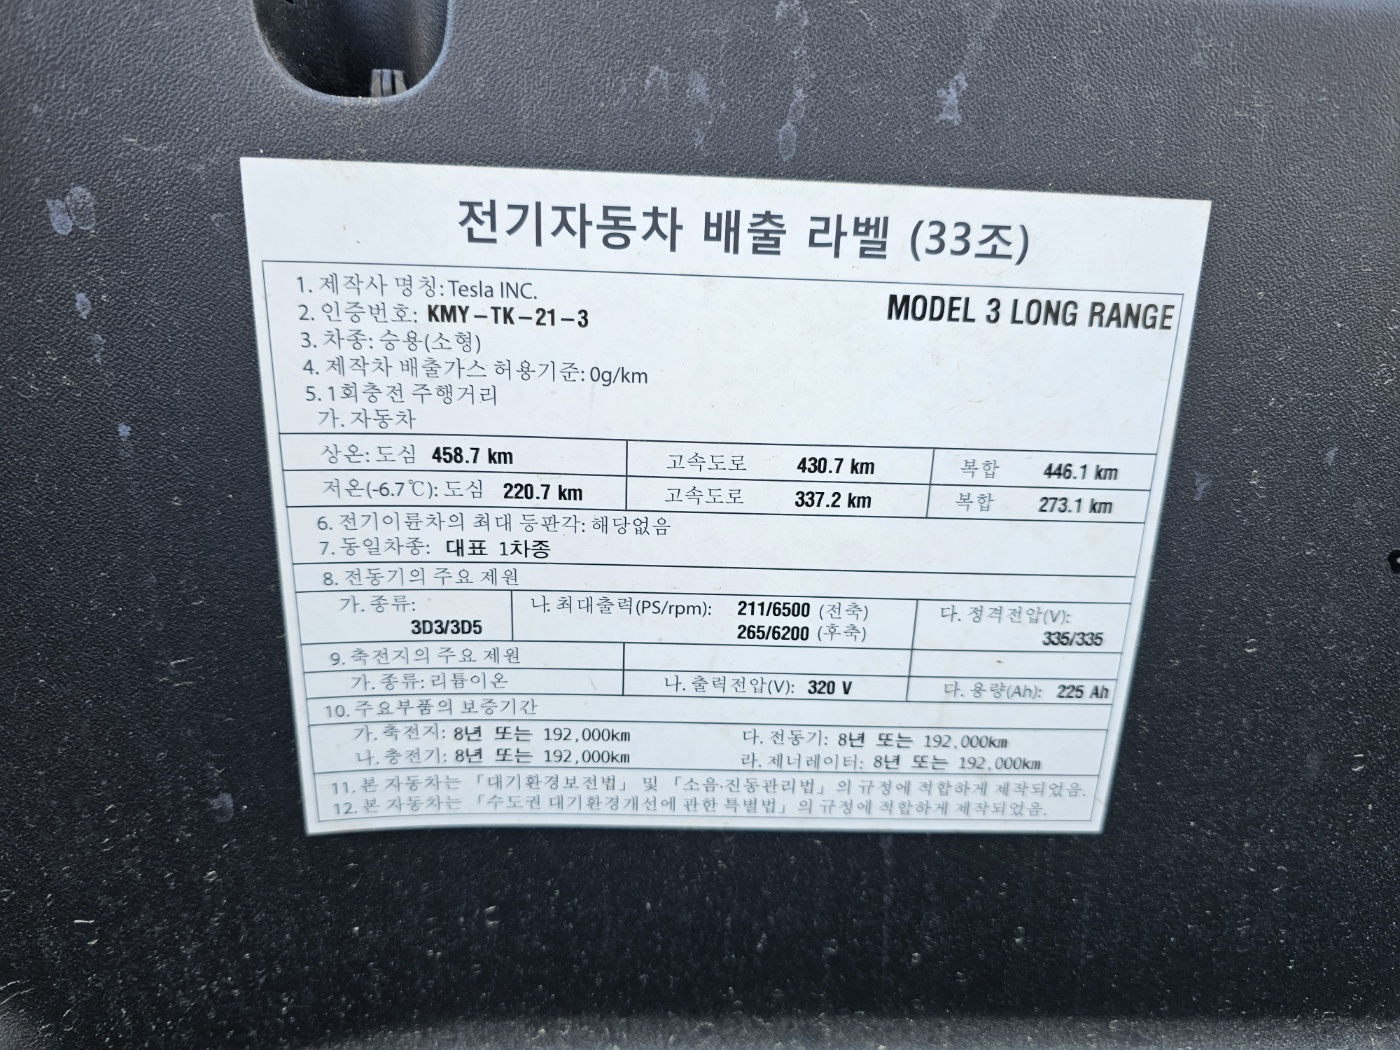 전기자동차 배출 라벨 (33조)
1. 제작사 명칭: Tesla INC.
MODEL 3 LONG RANGE
2. 인증번호: KMY-TK-21-3
3. 차종: 승용(소형)
4. 제작차 배출가스 허용기준: 0g/km
5. 1회충전 주행거리
가. 자동차
상온: 도심 458.7 km 고속도로 430.7 km 복합 446.1 km
저온(-6.7℃): 도심 220.7 km 고속도로 337.2 km 복합 273.1 km
6. 전기이륜차의 최대 등판각: 해당없음
7. 동일차종: 대표 1차종
8. 전동기의 주요 제원
가. 종류: 나. 최대출력(PS/rpm): 211/6500 (전축) 다. 정격전압(V):
3D3/3D5 265/6200 (후축) 335/335
9. 축전지의 주요 제원
가. 종류: 리튬이온 나. 출력전압(V): 320 V 다. 용량(Ah): 225 Ah
10. 주요부품의 보증기간
가. 축전지: 8년 또는 192,000km 다. 전동기: 8년 또는 192,000km
나. 충전기: 8년 또는 192,000km 라. 제너레이터: 8년 또는 192,000km
11. 본 자동차는 「대기환경보전법」 및 「소음·진동관리법」의 규정에 적합하게 제작되었음.
12. 본 자동차는 「수도권 대기환경개선에 관한 특별법」의 규정에 적합하게 제작되었음.